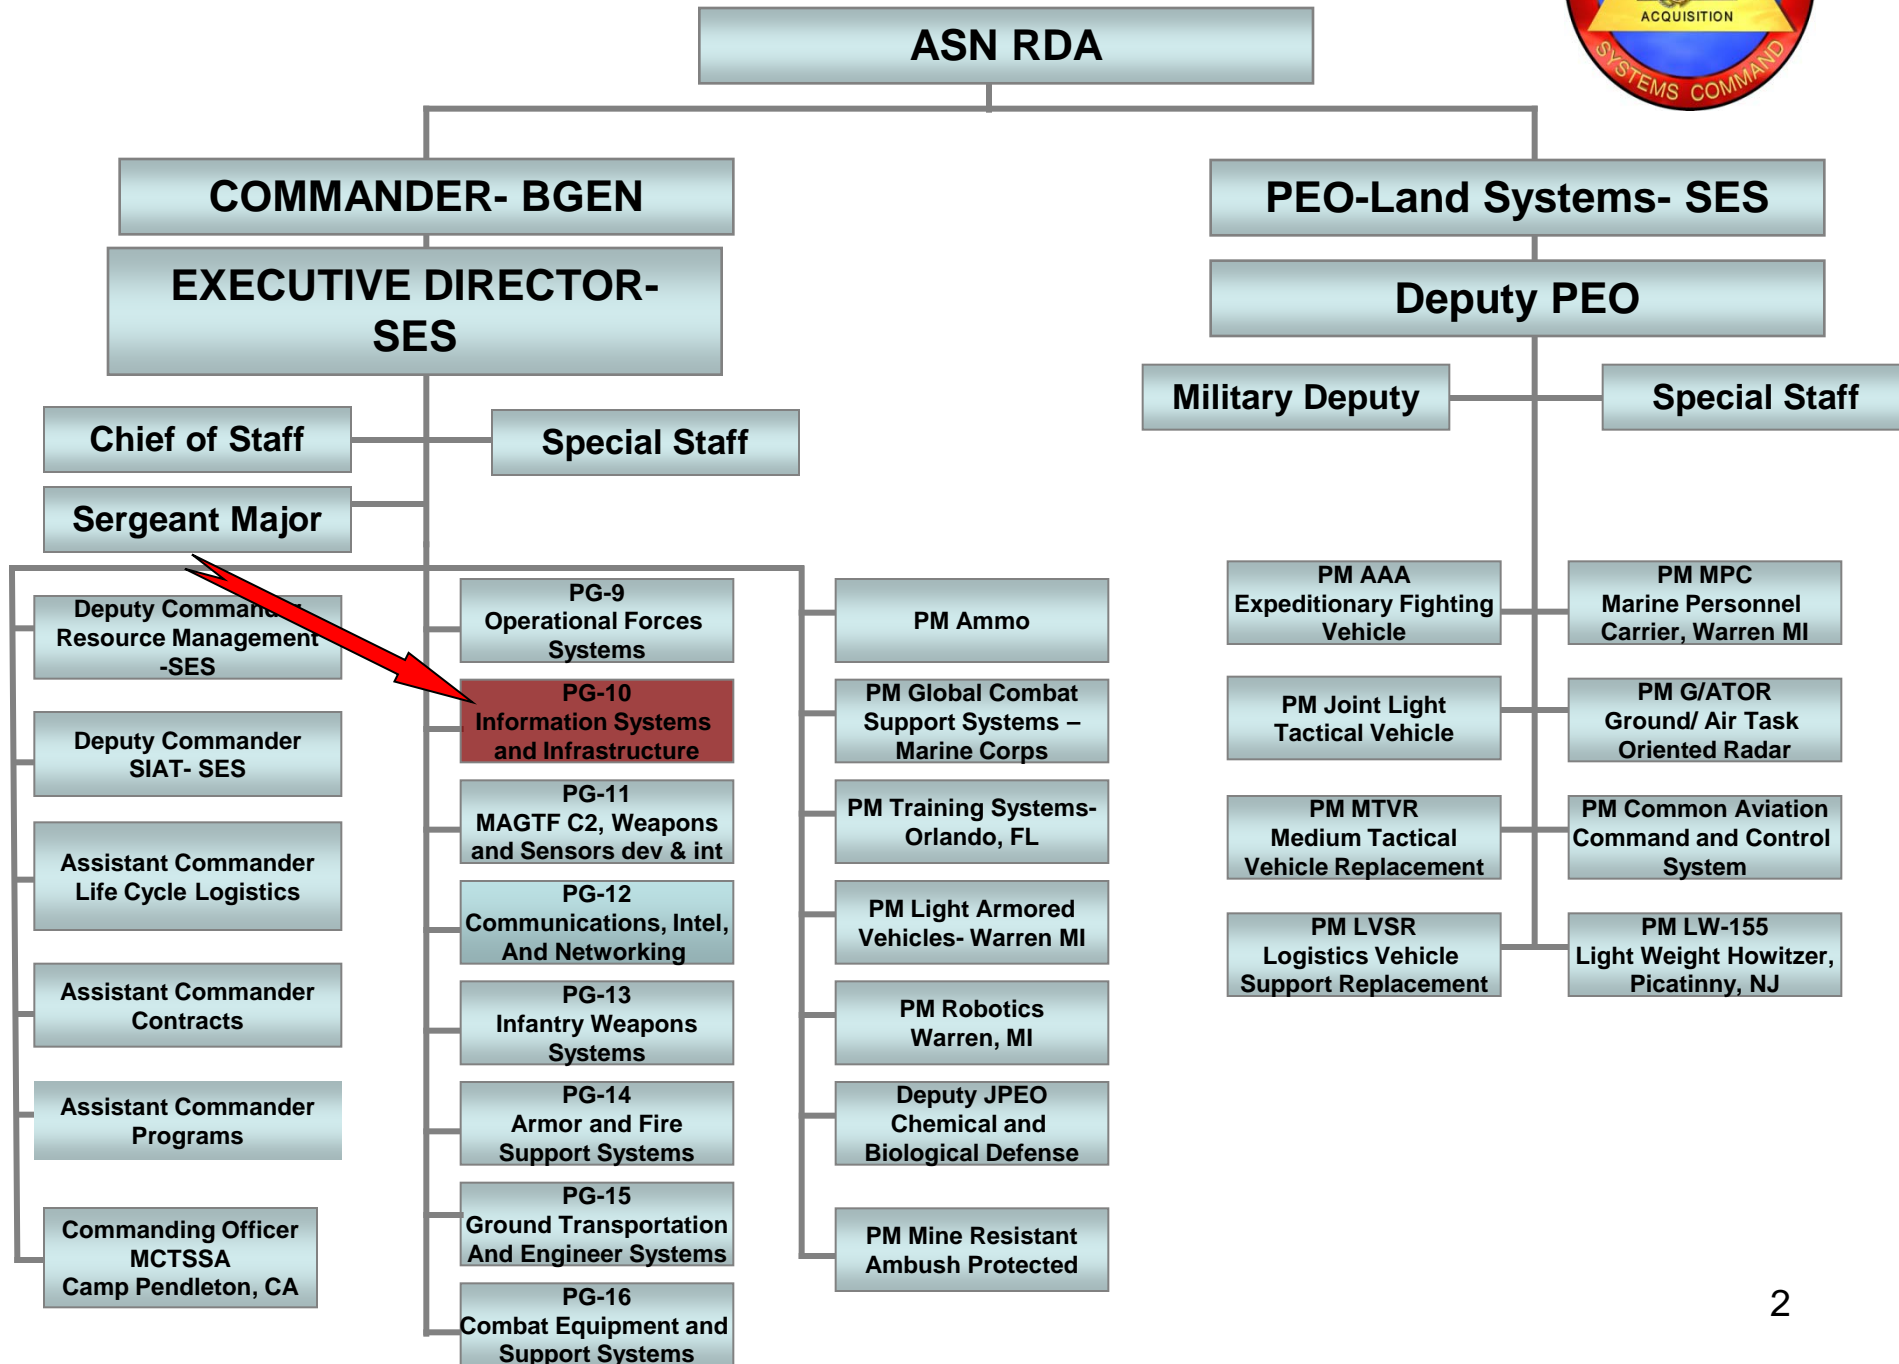 ACQUISITION
SYSTEMS COMMAND
ASN RDA
COMMANDER- BGEN
EXECUTIVE DIRECTOR-
SES
Chief of Staff
Special Staff
Sergeant Major
Deputy Commander
Resource Management
-SES
Deputy Commander
SIAT- SES
Assistant Commander
Life Cycle Logistics
Assistant Commander
Contracts
Assistant Commander
Programs
Commanding Officer
MCTSSA
Camp Pendleton, CA
PG-9
Operational Forces
Systems
PG-10
Information Systems
and Infrastructure
PG-11
MAGTF C2, Weapons
and Sensors dev & int
PG-12
Communications, Intel,
And Networking
PG-13
Infantry Weapons
Systems
PG-14
Armor and Fire
Support Systems
PG-15
Ground Transportation
And Engineer Systems
PG-16
Combat Equipment and
Support Systems
PM Ammo
PM Global Combat
Support Systems –
Marine Corps
PM Training Systems-
Orlando, FL
PM Light Armored
Vehicles- Warren MI
PM Robotics
Warren, MI
Deputy JPEO
Chemical and
Biological Defense
PM Mine Resistant
Ambush Protected
PEO-Land Systems- SES
Deputy PEO
Military Deputy
Special Staff
PM AAA
Expeditionary Fighting
Vehicle
PM MPC
Marine Personnel
Carrier, Warren MI
PM Joint Light
Tactical Vehicle
PM G/ATOR
Ground/ Air Task
Oriented Radar
PM MTVR
Medium Tactical
Vehicle Replacement
PM Common Aviation
Command and Control
System
PM LVSR
Logistics Vehicle
Support Replacement
PM LW-155
Light Weight Howitzer,
Picatinny, NJ
2